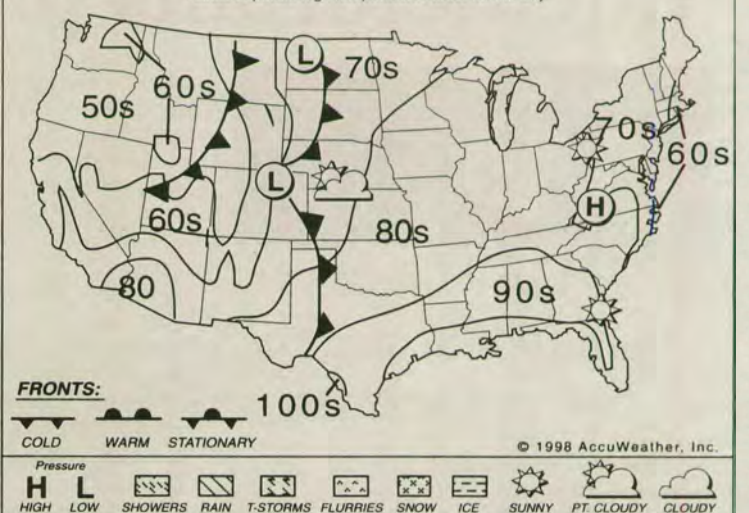 L
70s
60s
50s
70s
60s
L
H
60s
80s
80
90s
FRONTS:
100s
COLD WARM STATIONARY
© 1998 AccuWeather, Inc.
Pressure
H L
HIGH LOW SHOWERS RAIN T-STORMS FLURRIES SNOW ICE SUNNY PT. CLOUDY CLOUDY